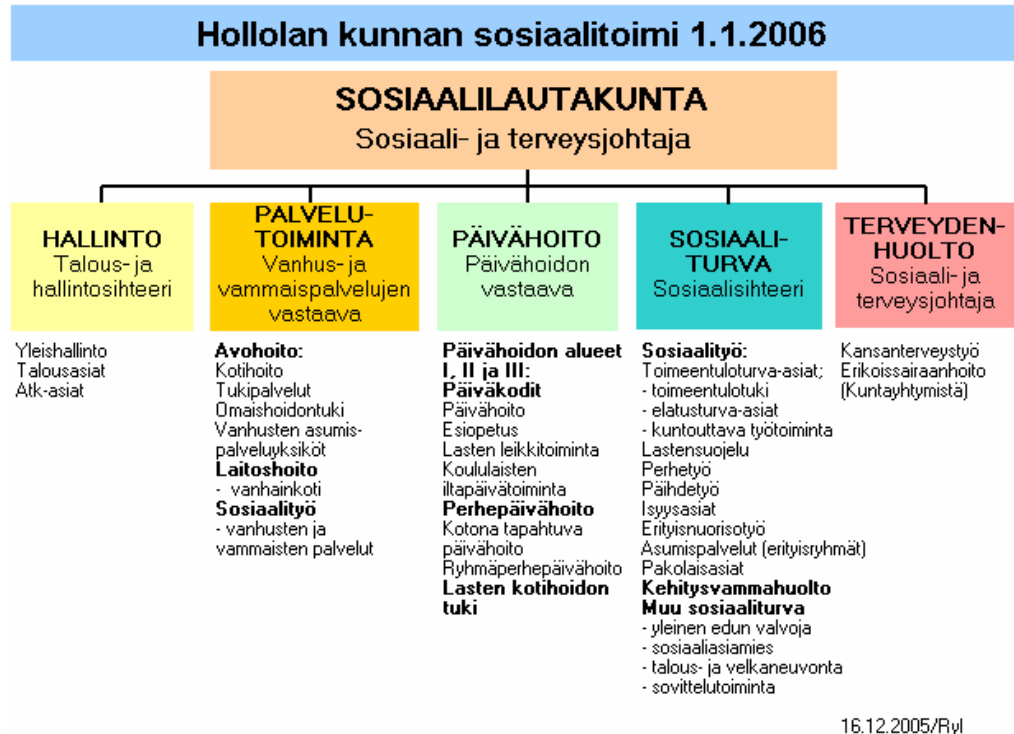 Hollolan kunnan sosiaalitoimi 1.1.2006
SOSIAALILAUTAKUNTA
Sosiaali- ja terveysjohtaja
HALLINTO
Talous- ja
hallintosihteeri
Yleishallinto
Talousasiat
Atk-asiat
PALVELU-
TOIMINTA
Vanhus- ja
vammaispalvelujen
vastaava
Avohoito:
Kotihoito
Tukipalvelut
Omaishoidontuki
Vanhusten asumis-
palveluyksiköt
Laitoshoito
- vanhainkoti
Sosiaalityö
- vanhusten ja
vammaisten palvelut
PÄIVÄHOITO
Päivähoidon
vastaava
Päivähoidon alueet
I, II ja III:
Päiväkodit
Päivähoito
Esiopetus
Lasten leikkitoiminta
Koululaisten
iltapäivätoiminta
Perhepäivähoito
Kotona tapahtuva
päivähoito
Ryhmäperhepäivähoito
Lasten kotihoidon
tuki
SOSIAALI-
TURVA
Sosiaalisihteeri
Sosiaalityö:
Toimeentuloturva-asiat;
- toimeentulotuki
- elatusturva-asiat
- kuntouttava työtoiminta
Lastensuojelu
Perhetyö
Päihdetyö
Isyysasiat
Erityisnuorisotyö
Asumispalvelut (erityisryhmät)
Pakolaisasiat
Kehitysvammahuolto
Muu sosiaaliturva
- yleinen edun valvoja
- sosiaaliasiamies
- talous- ja velkaneuvonta
- sovittelutoiminta
TERVEYDEN-
HUOLTO
Sosiaali- ja
terveysjohtaja
Kansanterveystyö
Erikoissairaanhoito
(Kuntayhtymistä)
16.12.2005/Ryl